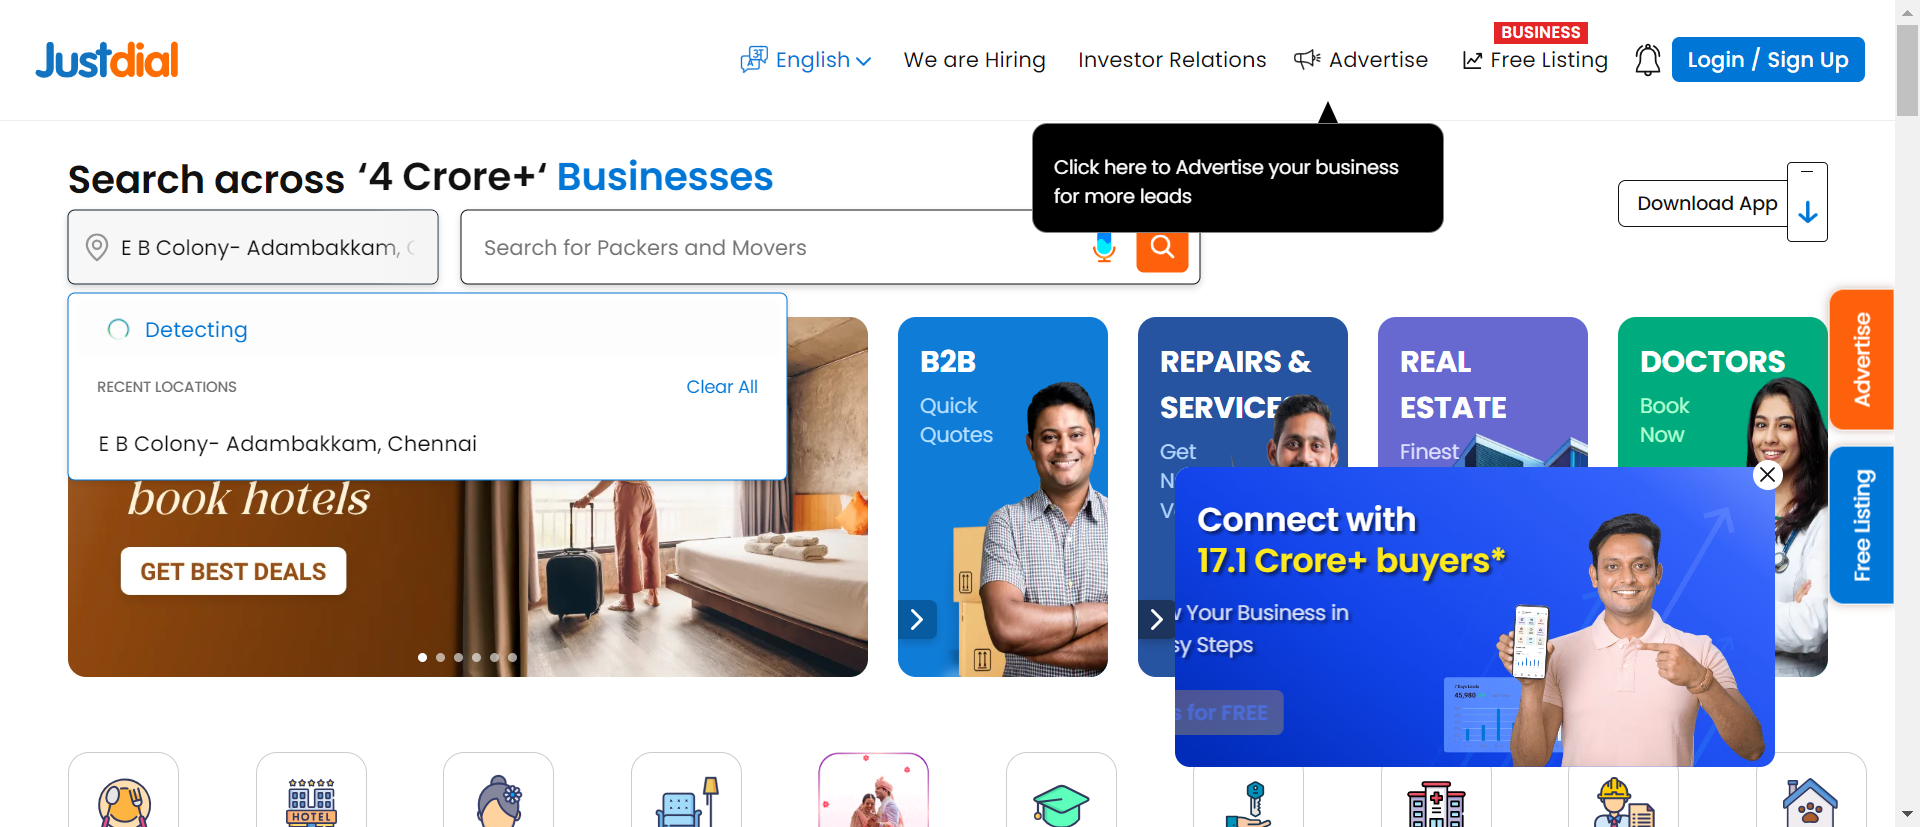 Justdial
English
We are Hiring
Investor Relations
Advertise
BUSINESS
Free Listing
Login / Sign Up
Click here to Advertise your business
for more leads
Search across ‘4 Crore+‘ Businesses
Download App
E B Colony- Adambakkam,
Search for Packers and Movers
Detecting
RECENT LOCATIONS
Clear All
E B Colony- Adambakkam, Chennai
book hotels
GET BEST DEALS
B2B
Quick
Quotes
REPAIRS &
SERVICE
Get
REAL
ESTATE
Finest
DOCTORS
Book
Now
Advertise
Free Listing
Connect with
17.1 Crore+ buyers*
Your Business in
Steps
for FREE
45,980
HOTEL